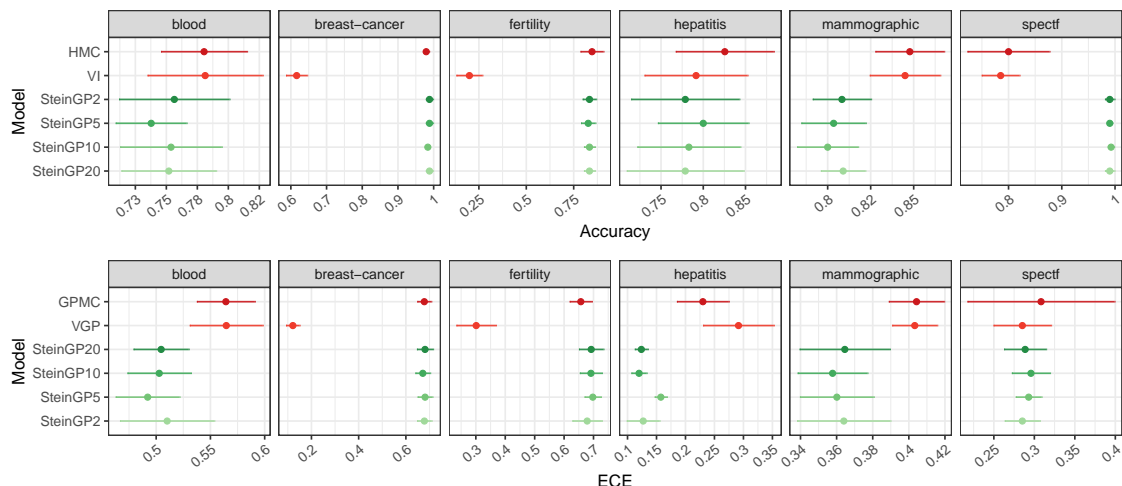 blood breast−cancer fertility hepatitis mammographic spectf
Model
HMC
VI
SteinGP2
SteinGP5
SteinGP10
SteinGP20
0.73 0.75 0.78 0.8 0.82 0.6 0.7 0.8 0.9 1 0.25 0.5 0.75 0.75 0.8 0.85 0.8 0.82 0.85 0.8 0.9 1
Accuracy
blood breast−cancer fertility hepatitis mammographic spectf
Model
GPMC
VGP
SteinGP20
SteinGP10
SteinGP5
SteinGP2
0.5 0.55 0.6 0.2 0.4 0.6 0.3 0.4 0.5 0.6 0.7 0.1 0.15 0.2 0.25 0.3 0.35 0.34 0.36 0.38 0.4 0.42 0.25 0.3 0.35 0.4
ECE